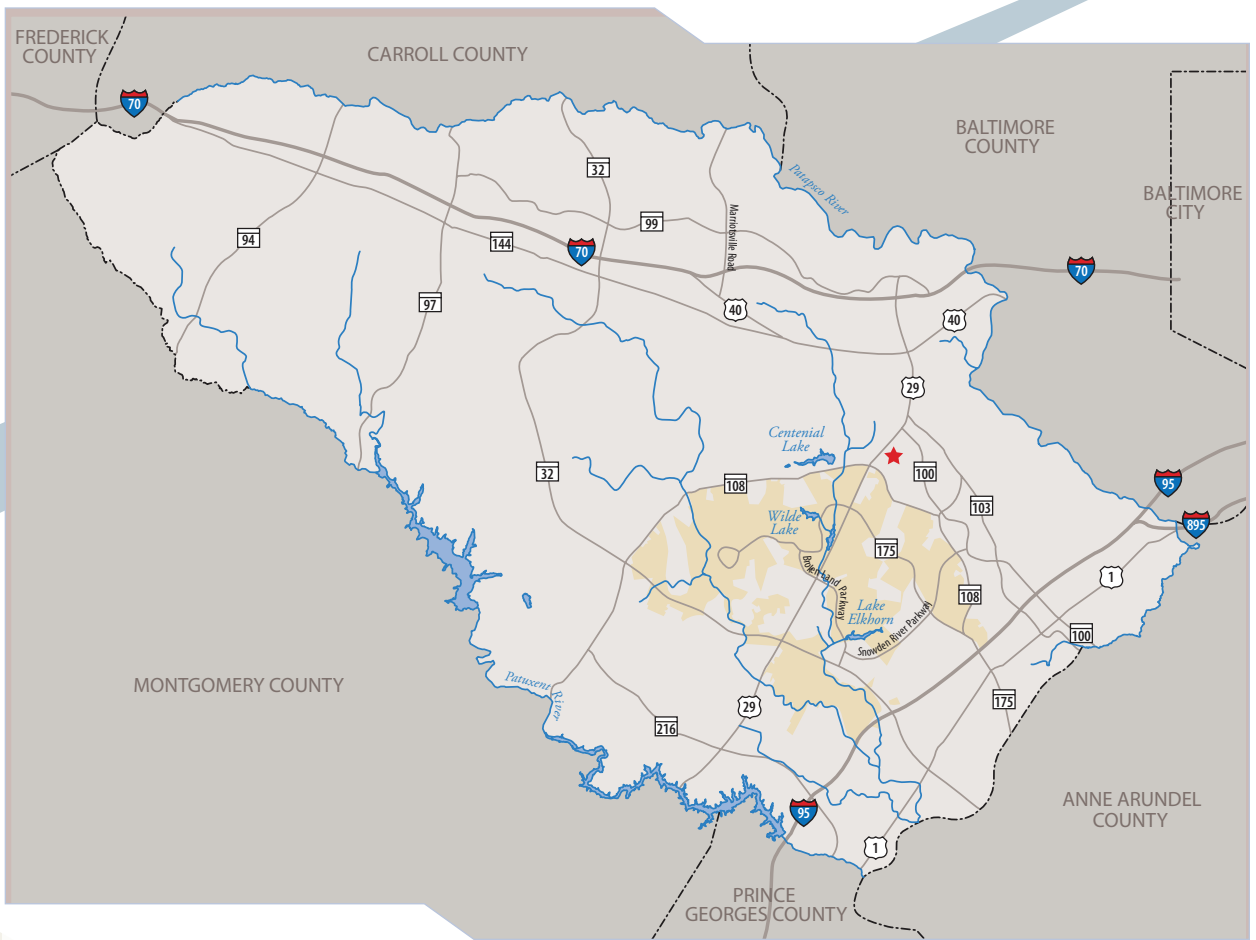 FREDERICK
COUNTY
CARROLL COUNTY
70
BALTIMORE
COUNTY
32
Patapsco River
BALTIMORE
CITY
99
Marriotsville Road
94
144
70
70
97
40
40
29
Centenial
Lake
32
100
108
95
103
Wilde
Lake
895
175
Broken Land Parkway
1
108
Lake
Elkhorn
Snowden River Parkway
100
MONTGOMERY COUNTY
Patuxent River
175
29
216
ANNE ARUNDEL
COUNTY
95
1
PRINCE
GEORGES COUNTY